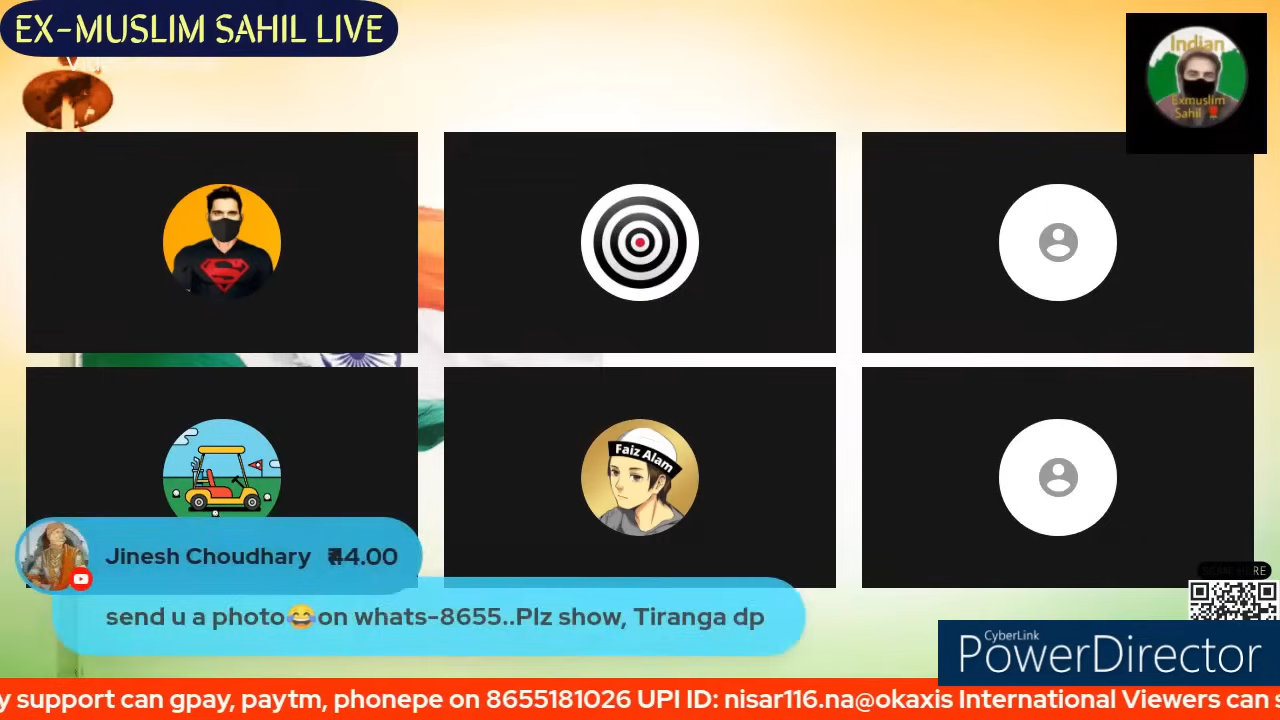 EX-MUSLIM SAHIL LIVE
Indian
Exmuslim
Sahil
Faiz Alam
Jinesh Choudhary 44.00
send u a photo😂on whats-8655..Plz show, Tiranga dp
RE
CyberLink
PowerDirector
y support can gpay, paytm, phonepe on 8655181026 UPI ID: nisar116.na@okaxis International Viewers can s